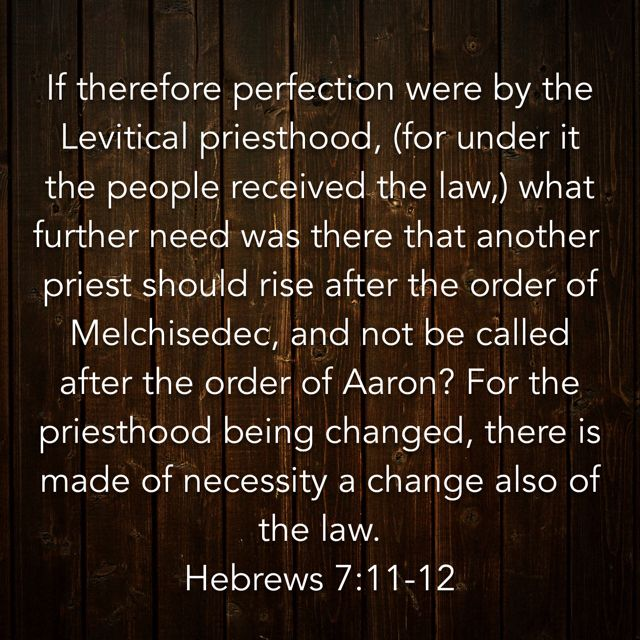 If therefore perfection were by the
Levitical priesthood, (for under it
the people received the law,) what
further need was there that another
priest should rise after the order of
Melchisedec, and not be called
after the order of Aaron? For the
priesthood being changed, there is
made of necessity a change also of
the law.
Hebrews 7:11-12